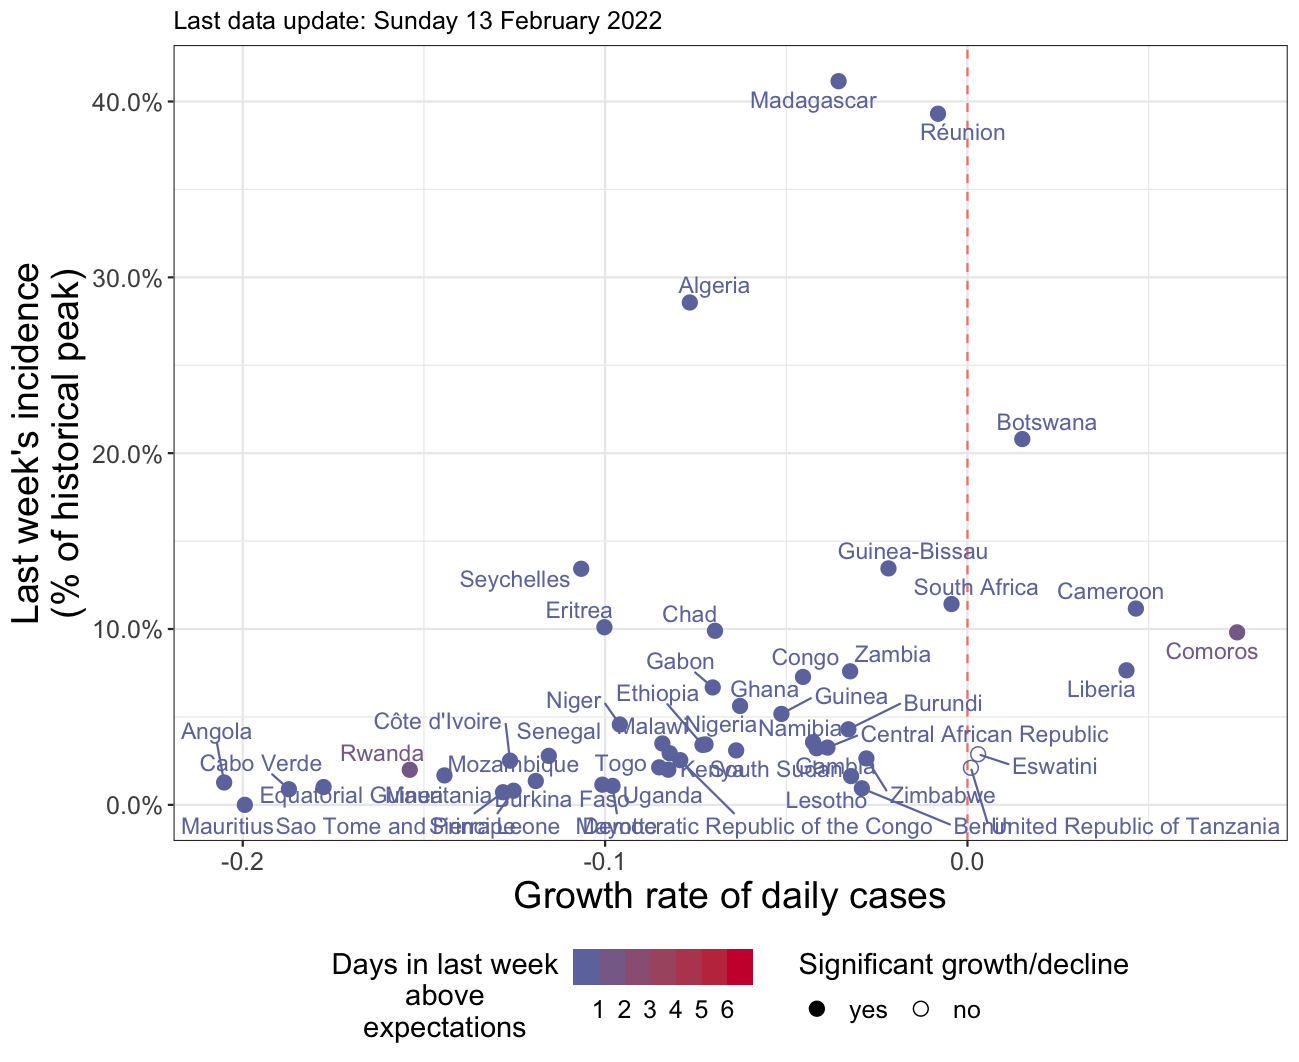 Last data update: Sunday 13 February 2022
Last week's incidence
(% of historical peak)
40.0%
30.0%
20.0%
10.0%
0.0%
Madagascar
Réunion
Algeria
Botswana
Guinea-Bissau
Seychelles
South Africa
Cameroon
Eritrea
Chad
Comoros
Congo
Zambia
Gabon
Liberia
Ethiopia
Ghana
Guinea
Niger
Burundi
Côte d'Ivoire
Angola
Senegal
Malawi
Nigeria
Namibia
Central African Republic
Rwanda
Cabo Verde
Mozambique
Togo
Kenya
South Sudan
Gambia
Eswatini
Equatorial Guinea
Mauritania
Burkina Faso
Uganda
Lesotho
Zimbabwe
Mauritius
Sao Tome and Principe
Sierra Leone
Mayotte
Democratic Republic of the Congo
Benin
United Republic of Tanzania
-0.2
-0.1
0.0
Growth rate of daily cases
Days in last week
above
expectations
1 2 3 4 5 6
Significant growth/decline
yes
no